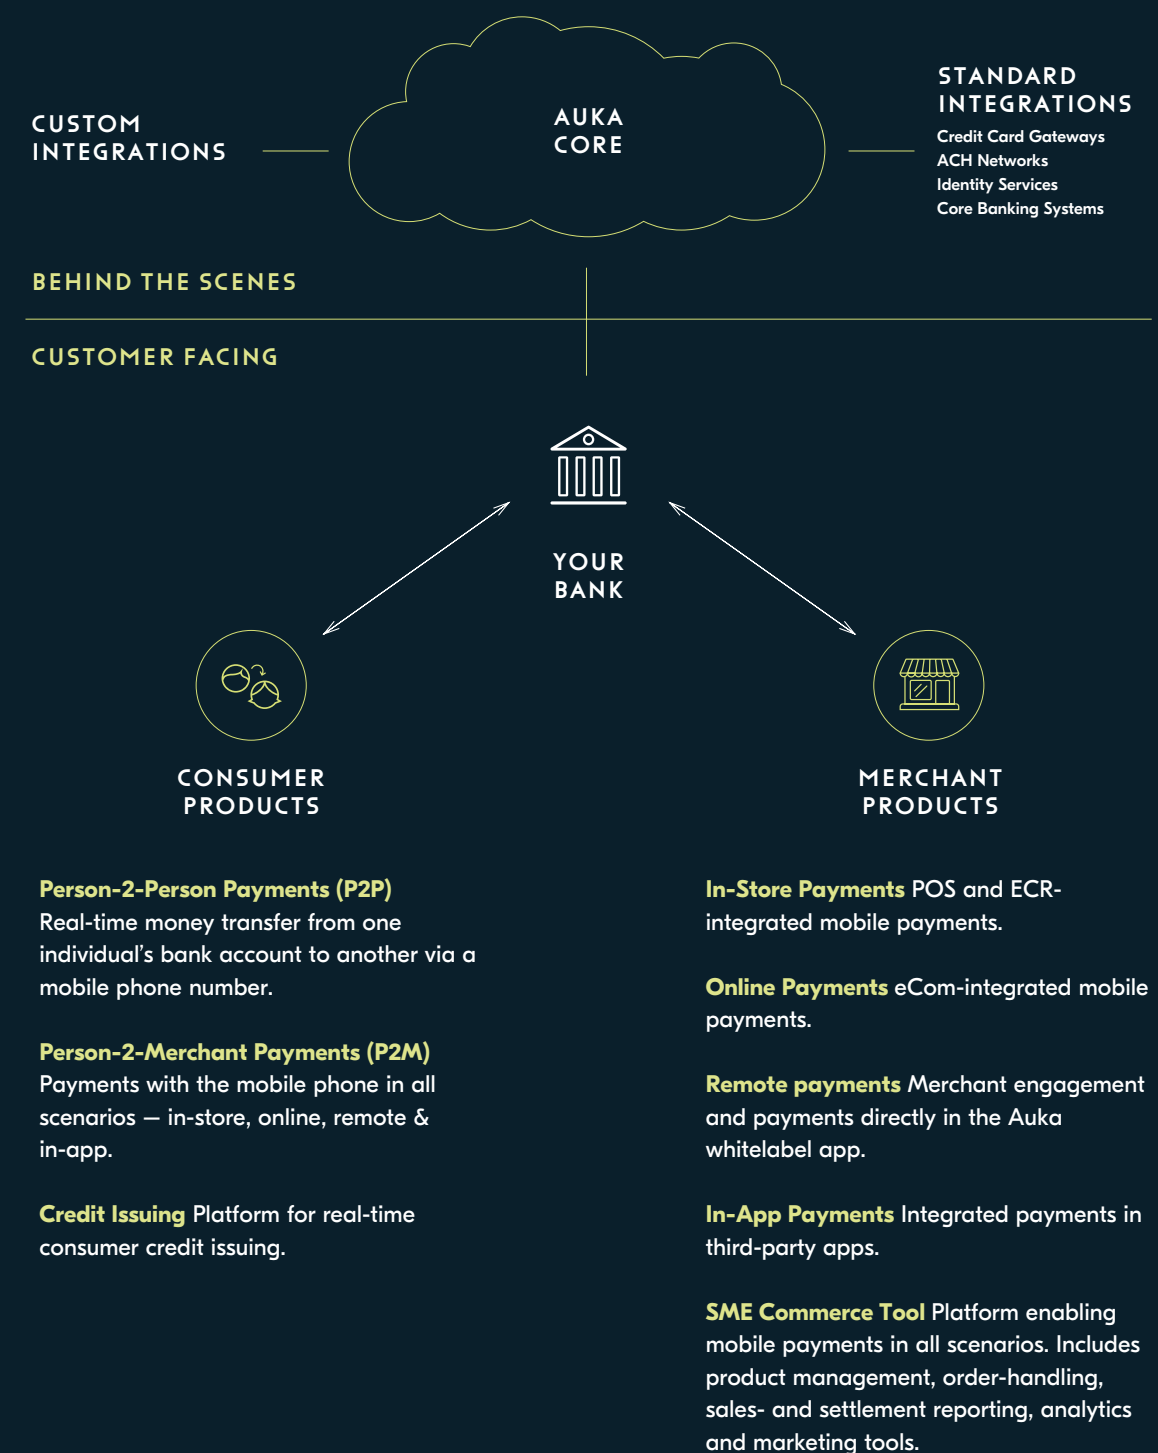 CUSTOM
INTEGRATIONS
AUKA
CORE
STANDARD
INTEGRATIONS
Credit Card Gateways
ACH Networks
Identity Services
Core Banking Systems
BEHIND THE SCENES
CUSTOMER FACING
YOUR
BANK
CONSUMER
PRODUCTS
Person-2-Person Payments (P2P)
Real-time money transfer from one
individual’s bank account to another via a
mobile phone number.
Person-2-Merchant Payments (P2M)
Payments with the mobile phone in all
scenarios – in-store, online, remote &
in-app.
Credit Issuing Platform for real-time
consumer credit issuing.
MERCHANT
PRODUCTS
In-Store Payments POS and ECR-
integrated mobile payments.
Online Payments eCom-integrated mobile
payments.
Remote payments Merchant engagement
and payments directly in the Auka
whitelabel app.
In-App Payments Integrated payments in
third-party apps.
SME Commerce Tool Platform enabling
mobile payments in all scenarios. Includes
product management, order-handling,
sales- and settlement reporting, analytics
and marketing tools.